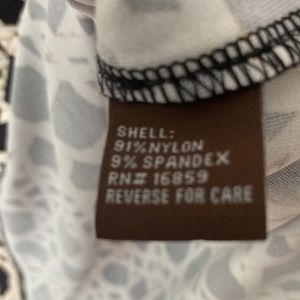 SHELL:
91% NYLON
9% SPANDEX
RN# 16859
REVERSE FOR CARE